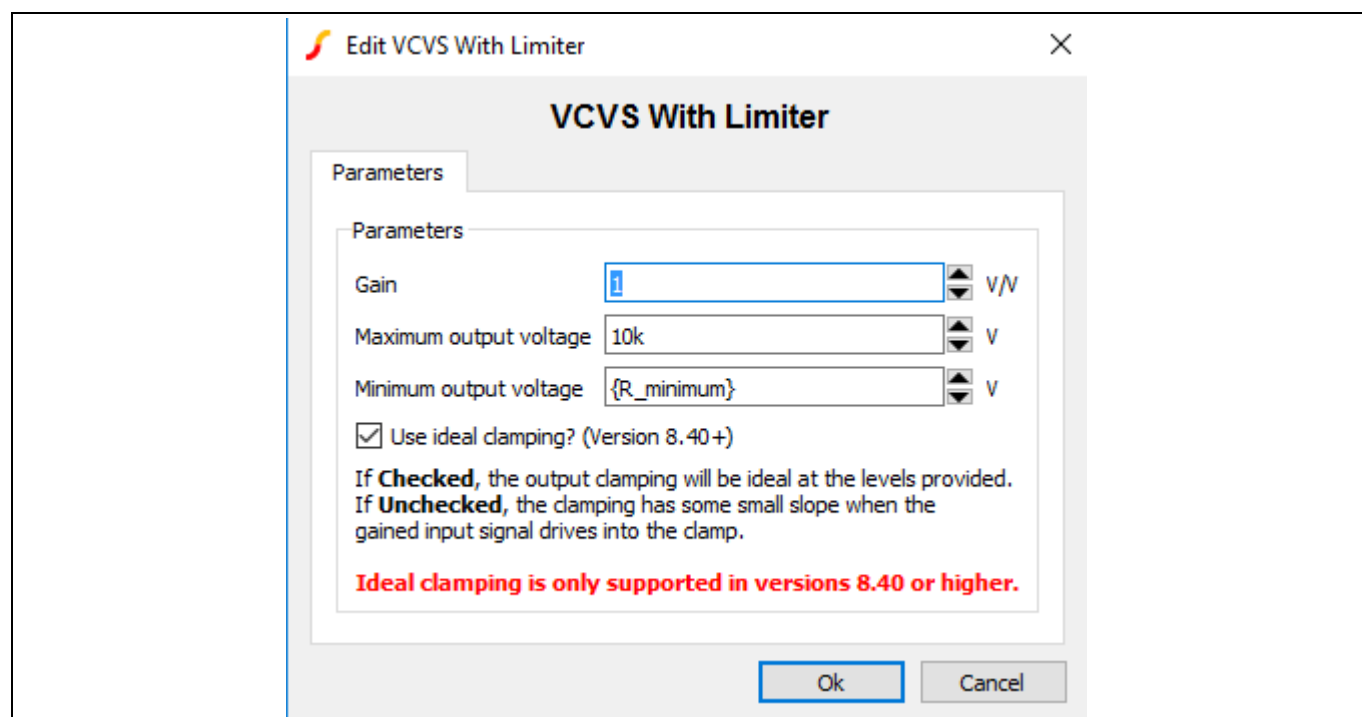 Edit VCVS With Limiter
VCVS With Limiter
Parameters
Parameters
Gain 1 V/V
Maximum output voltage 10k V
Minimum output voltage {R_minimum} V
Use ideal clamping? (Version 8.40+)
If Checked, the output clamping will be ideal at the levels provided.
If Unchecked, the clamping has some small slope when the
gained input signal drives into the clamp.
Ideal clamping is only supported in versions 8.40 or higher.
Ok Cancel